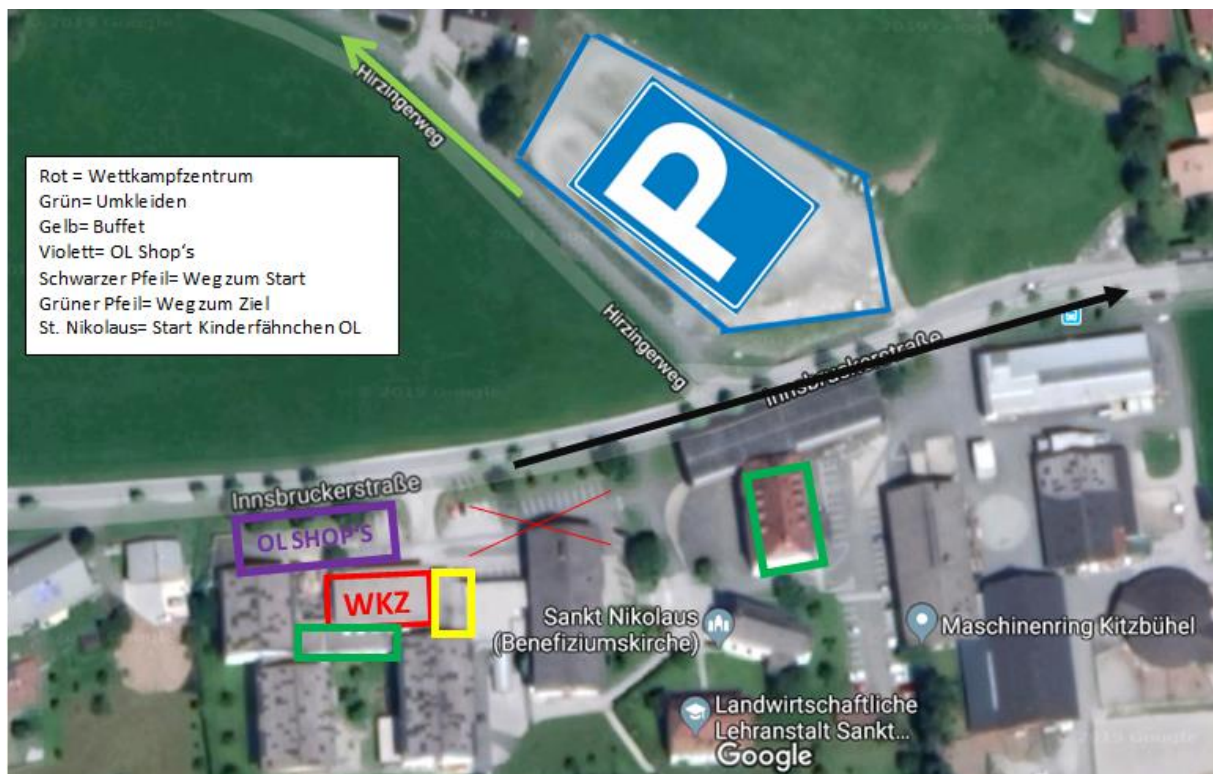 Hirzingerweg
P
Rot = Wettkampfzentrum
Grün= Umkleiden
Gelb= Buffet
Violett= OL Shop's
Schwarzer Pfeil= Weg zum Start
Grüner Pfeil= Weg zum Ziel
St. Nikolaus= Start Kinderfähnchen OL
Hirzingerweg
Innsbruckerstraße
Innsbruckerstraße
OL SHOP'S
WKZ
Sankt Nikolaus
(Benefiziumskirche)
Maschinenring Kitzbühel
Landwirtschaftliche
Lehranstalt Sankt...
Google